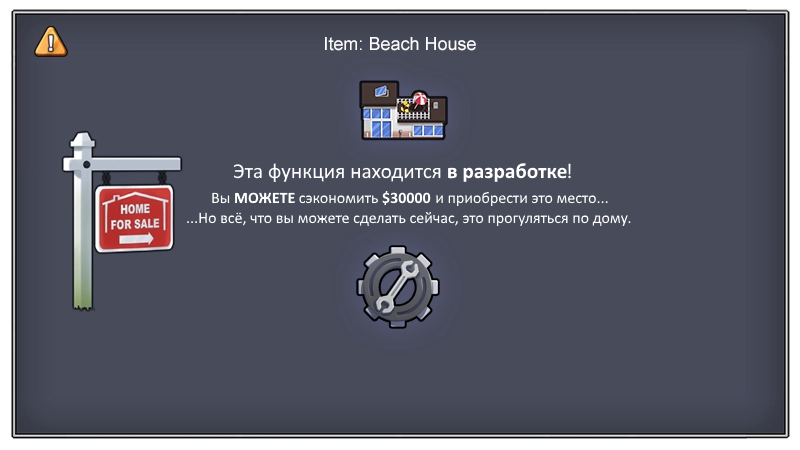 Item: Beach House
Эта функция находится в разработке!
Вы МОЖЕТЕ сэкономить $30000 и приобрести это место...
...Но всё, что вы можете сделать сейчас, это прогуляться по дому.
HOME
FOR SALE